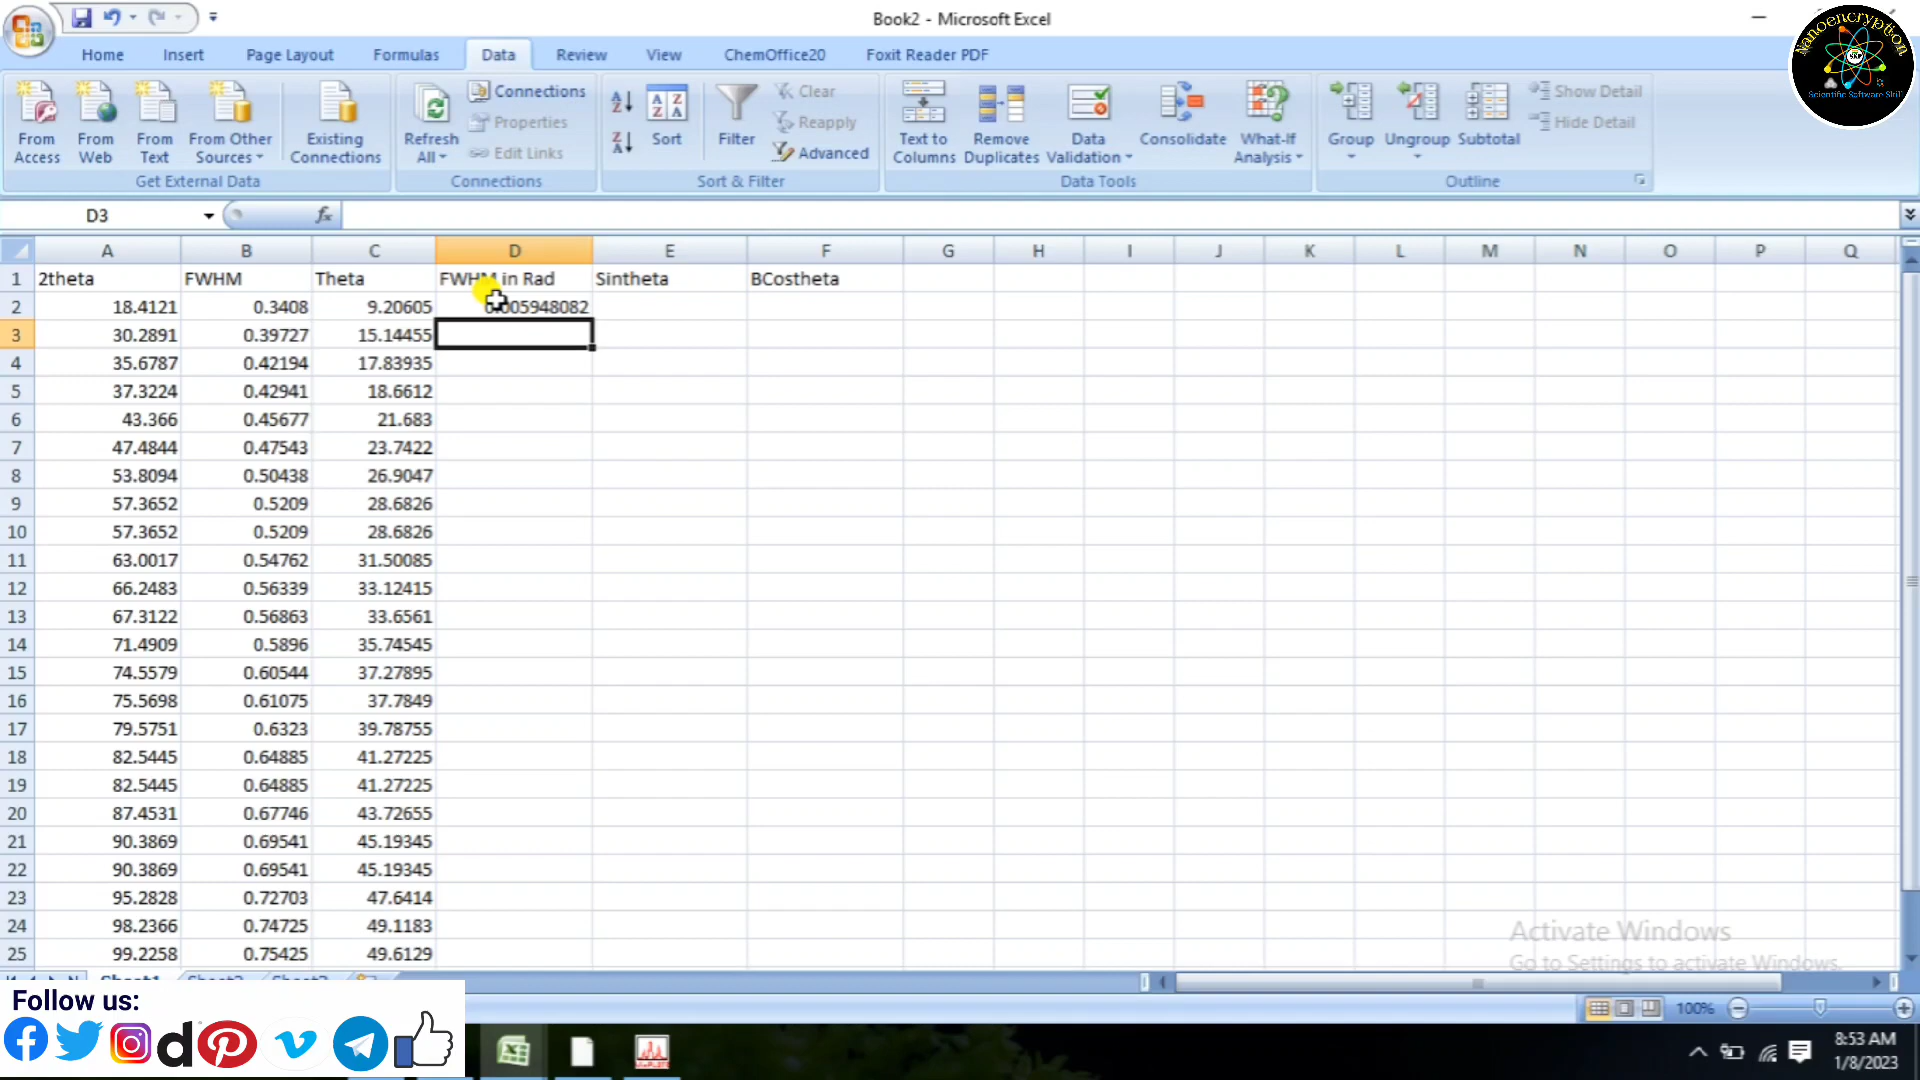 Book2 - Microsoft Excel
Home Insert Page Layout Formulas Data Review View ChemOffice20 Foxit Reader PDF
From Access
From Web
From Text
From Other Sources
Existing Connections
Get External Data
Refresh All
Connections
Properties
Edit Links
Connections
Sort
Filter
Clear
Reapply
Advanced
Sort & Filter
Text to Columns
Remove Duplicates
Data Validation
Consolidate
What-If Analysis
Data Tools
Group
Ungroup
Subtotal
Show Detail
Hide Detail
Outline
Nanoencryption
Scientific Software Skill
D3 fx
A B C D E F G H I J K L M N O P Q
1 2theta FWHM Theta FWHM in Rad Sintheta BCostheta
2 18.4121 0.3408 9.20605 0.005948082
3 30.2891 0.39727 15.14455
4 35.6787 0.42194 17.83935
5 37.3224 0.42941 18.6612
6 43.366 0.45677 21.683
7 47.4844 0.47543 23.7422
8 53.8094 0.50438 26.9047
9 57.3652 0.5209 28.6826
10 57.3652 0.5209 28.6826
11 63.0017 0.54762 31.50085
12 66.2483 0.56339 33.12415
13 67.3122 0.56863 33.6561
14 71.4909 0.5896 35.74545
15 74.5579 0.60544 37.27895
16 75.5698 0.61075 37.7849
17 79.5751 0.6323 39.78755
18 82.5445 0.64885 41.27225
19 82.5445 0.64885 41.27225
20 87.4531 0.67746 43.72655
21 90.3869 0.69541 45.19345
22 90.3869 0.69541 45.19345
23 95.2828 0.72703 47.6414
24 98.2366 0.74725 49.1183
25 99.2258 0.75425 49.6129
Activate Windows
Go to Settings to activate Windows.
Sheet1 Sheet2 Sheet3
Follow us:
100%
8:53 AM
1/8/2023